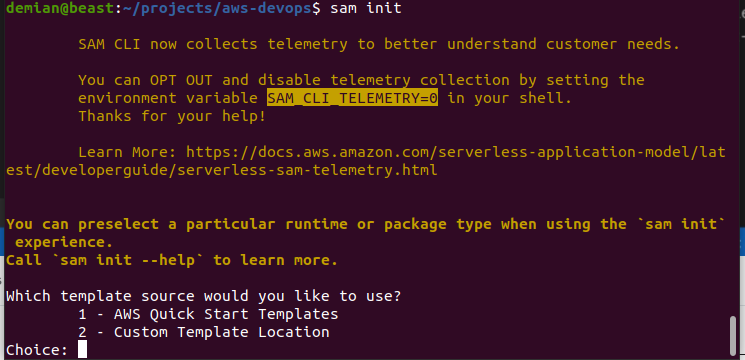 demian@beast:~/projects/aws-devops$ sam init
SAM CLI now collects telemetry to better understand customer needs.
You can OPT OUT and disable telemetry collection by setting the
environment variable SAM_CLI_TELEMETRY=0 in your shell.
Thanks for your help!
Learn More: https://docs.aws.amazon.com/serverless-application-model/lat
est/developerguide/serverless-sam-telemetry.html
You can preselect a particular runtime or package type when using the `sam init`
experience.
Call `sam init --help` to learn more.
Which template source would you like to use?
1 - AWS Quick Start Templates
2 - Custom Template Location
Choice: